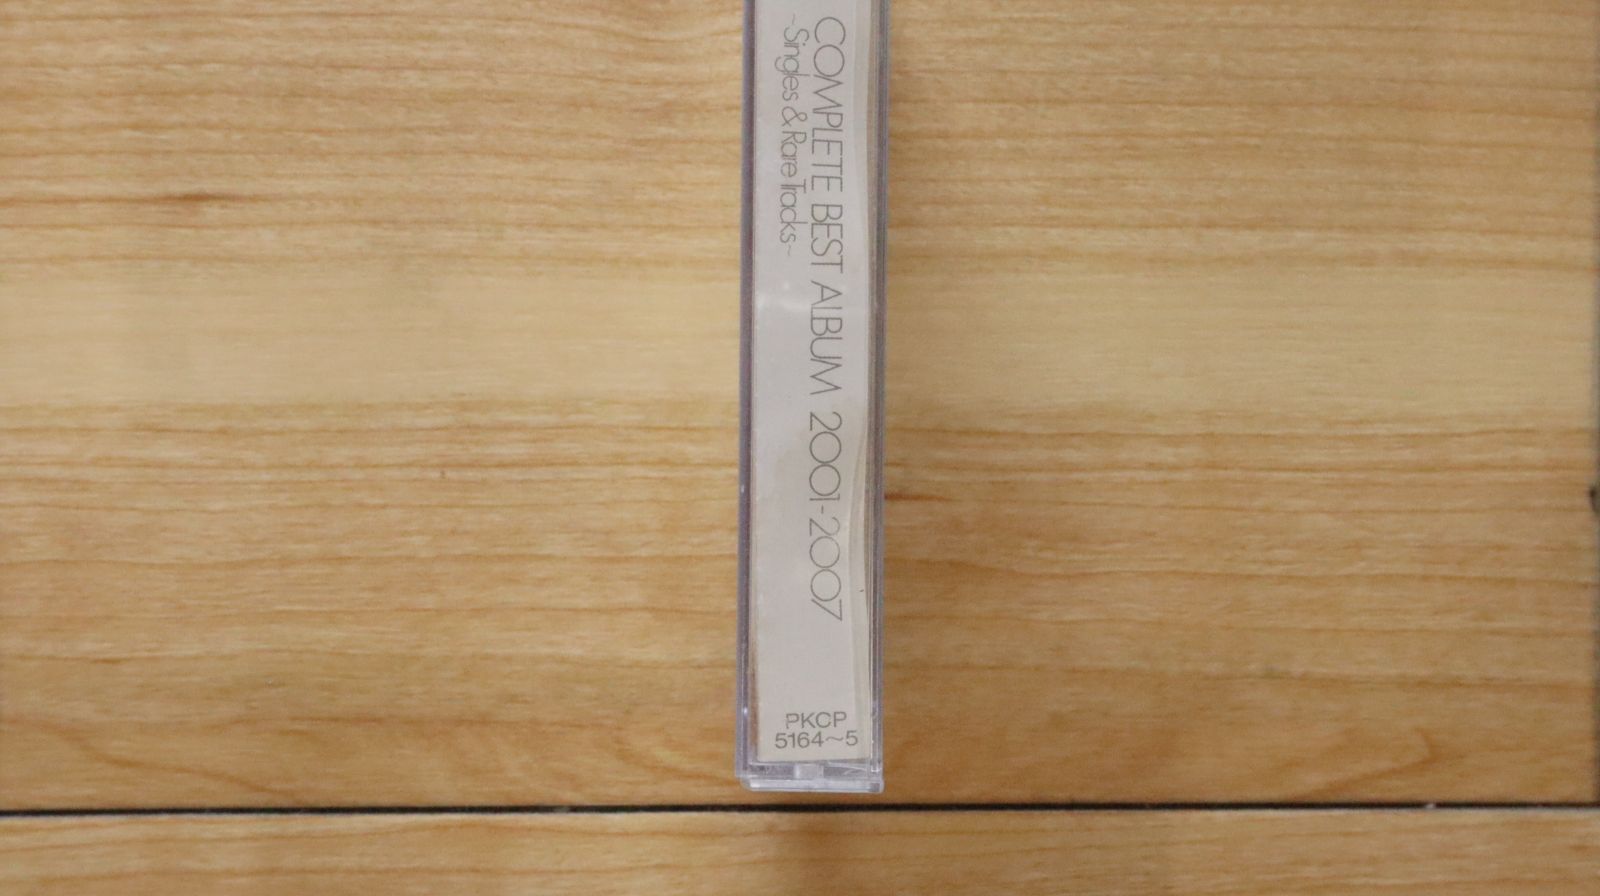 COMPLETE BEST ALBUM 2001-2007
~Singles & Rare Tracks~
PKCP
5164~5